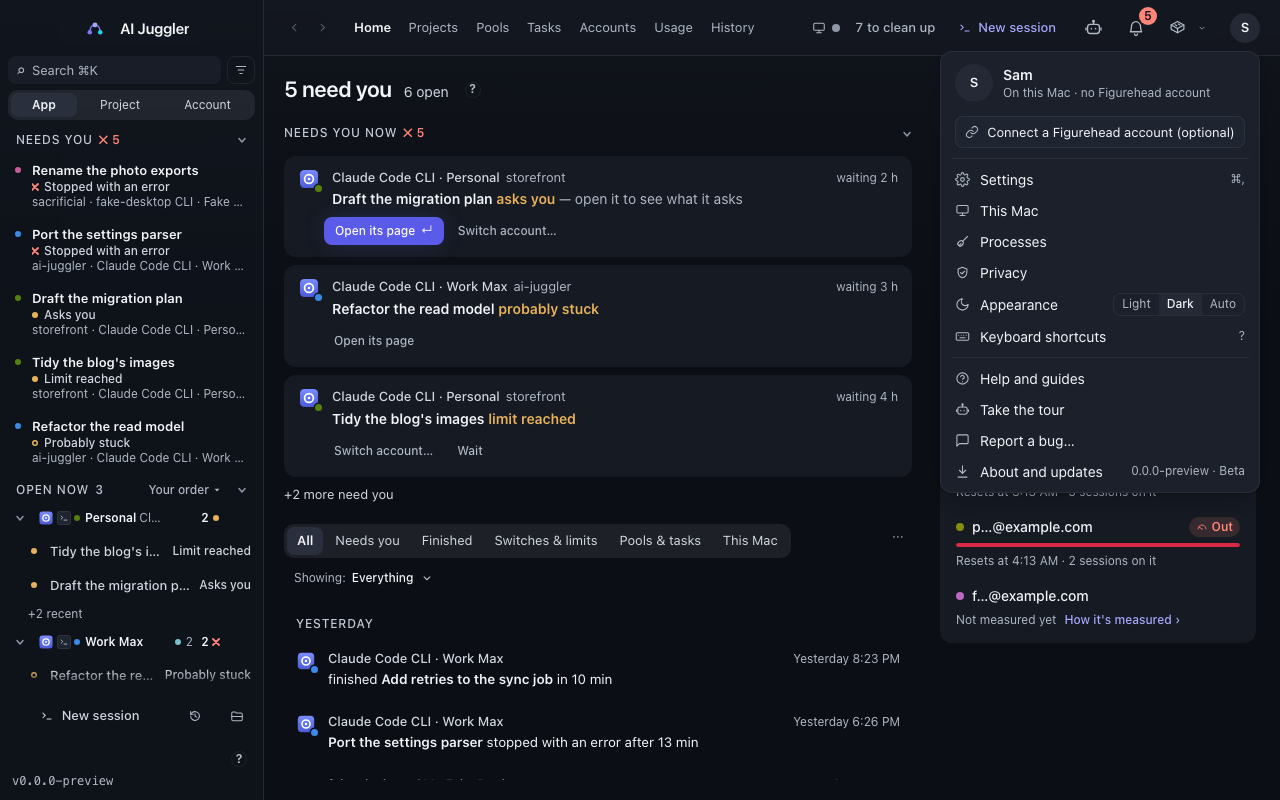 AI Juggler
Search ⌘K
App Project Account
NEEDS YOU 5
Rename the photo exports
Stopped with an error
sacrificial · fake-desktop CLI · Fake ...
Port the settings parser
Stopped with an error
ai-juggler · Claude Code CLI · Work ...
Draft the migration plan
Asks you
storefront · Claude Code CLI · Perso...
Tidy the blog's images
Limit reached
storefront · Claude Code CLI · Perso...
Refactor the read model
Probably stuck
ai-juggler · Claude Code CLI · Work ...
OPEN NOW 3 Your order
Personal Cl... 2
Tidy the blog's i... Limit reached
Draft the migration p... Asks you
+2 recent
Work Max 2 2
Refactor the re... Probably stuck
New session
?
v0.0.0-preview
Home Projects Pools Tasks Accounts Usage History
7 to clean up
New session
5
S
5 need you 6 open ?
NEEDS YOU NOW 5
Claude Code CLI · Personal storefront waiting 2 h
Draft the migration plan asks you — open it to see what it asks
Open its page ↵ Switch account...
Claude Code CLI · Work Max ai-juggler waiting 3 h
Refactor the read model probably stuck
Open its page
Claude Code CLI · Personal storefront waiting 4 h
Tidy the blog's images limit reached
Switch account... Wait
+2 more need you
All Needs you Finished Switches & limits Pools & tasks This Mac ...
Showing: Everything
YESTERDAY
Claude Code CLI · Work Max Yesterday 8:23 PM
finished Add retries to the sync job in 10 min
Claude Code CLI · Work Max Yesterday 6:26 PM
Port the settings parser stopped with an error after 13 min
S
Sam
On this Mac · no Figurehead account
Connect a Figurehead account (optional)
Settings ⌘,
This Mac
Processes
Privacy
Appearance Light Dark Auto
Keyboard shortcuts ?
Help and guides
Take the tour
Report a bug...
About and updates 0.0.0-preview · Beta
p...@example.com Out
Resets at 4:13 AM · 2 sessions on it
f...@example.com
Not measured yet How it's measured ›